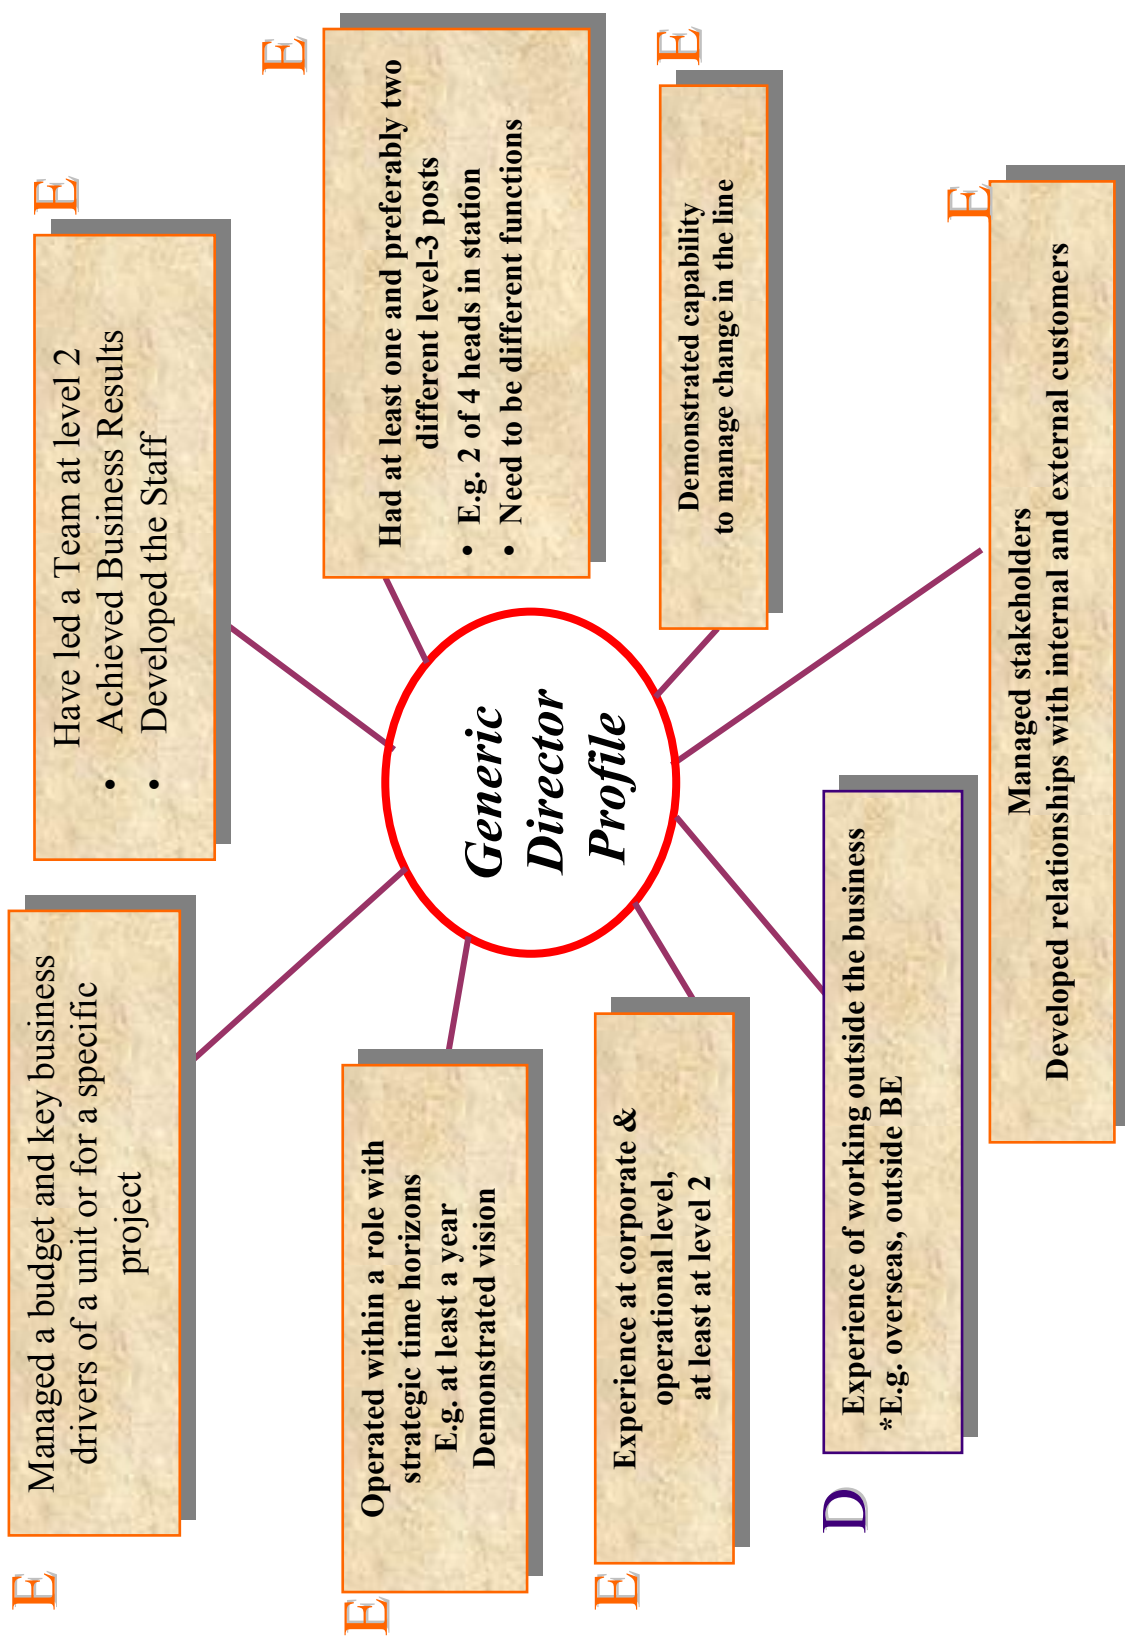 E
Managed a budget and key business
drivers of a unit or for a specific
project
Have led a Team at level 2
• Achieved Business Results
• Developed the Staff
E
E
Operated within a role with
strategic time horizons
E.g. at least a year
Demonstrated vision
Generic
Director
Profile
Had at least one and preferably two
different level-3 posts
• E.g. 2 of 4 heads in station
• Need to be different functions
E
E
Experience at corporate &
operational level,
at least at level 2
Demonstrated capability
to manage change in the line
E
D
Experience of working outside the business
*E.g. overseas, outside BE
Managed stakeholders
Developed relationships with internal and external customers
E